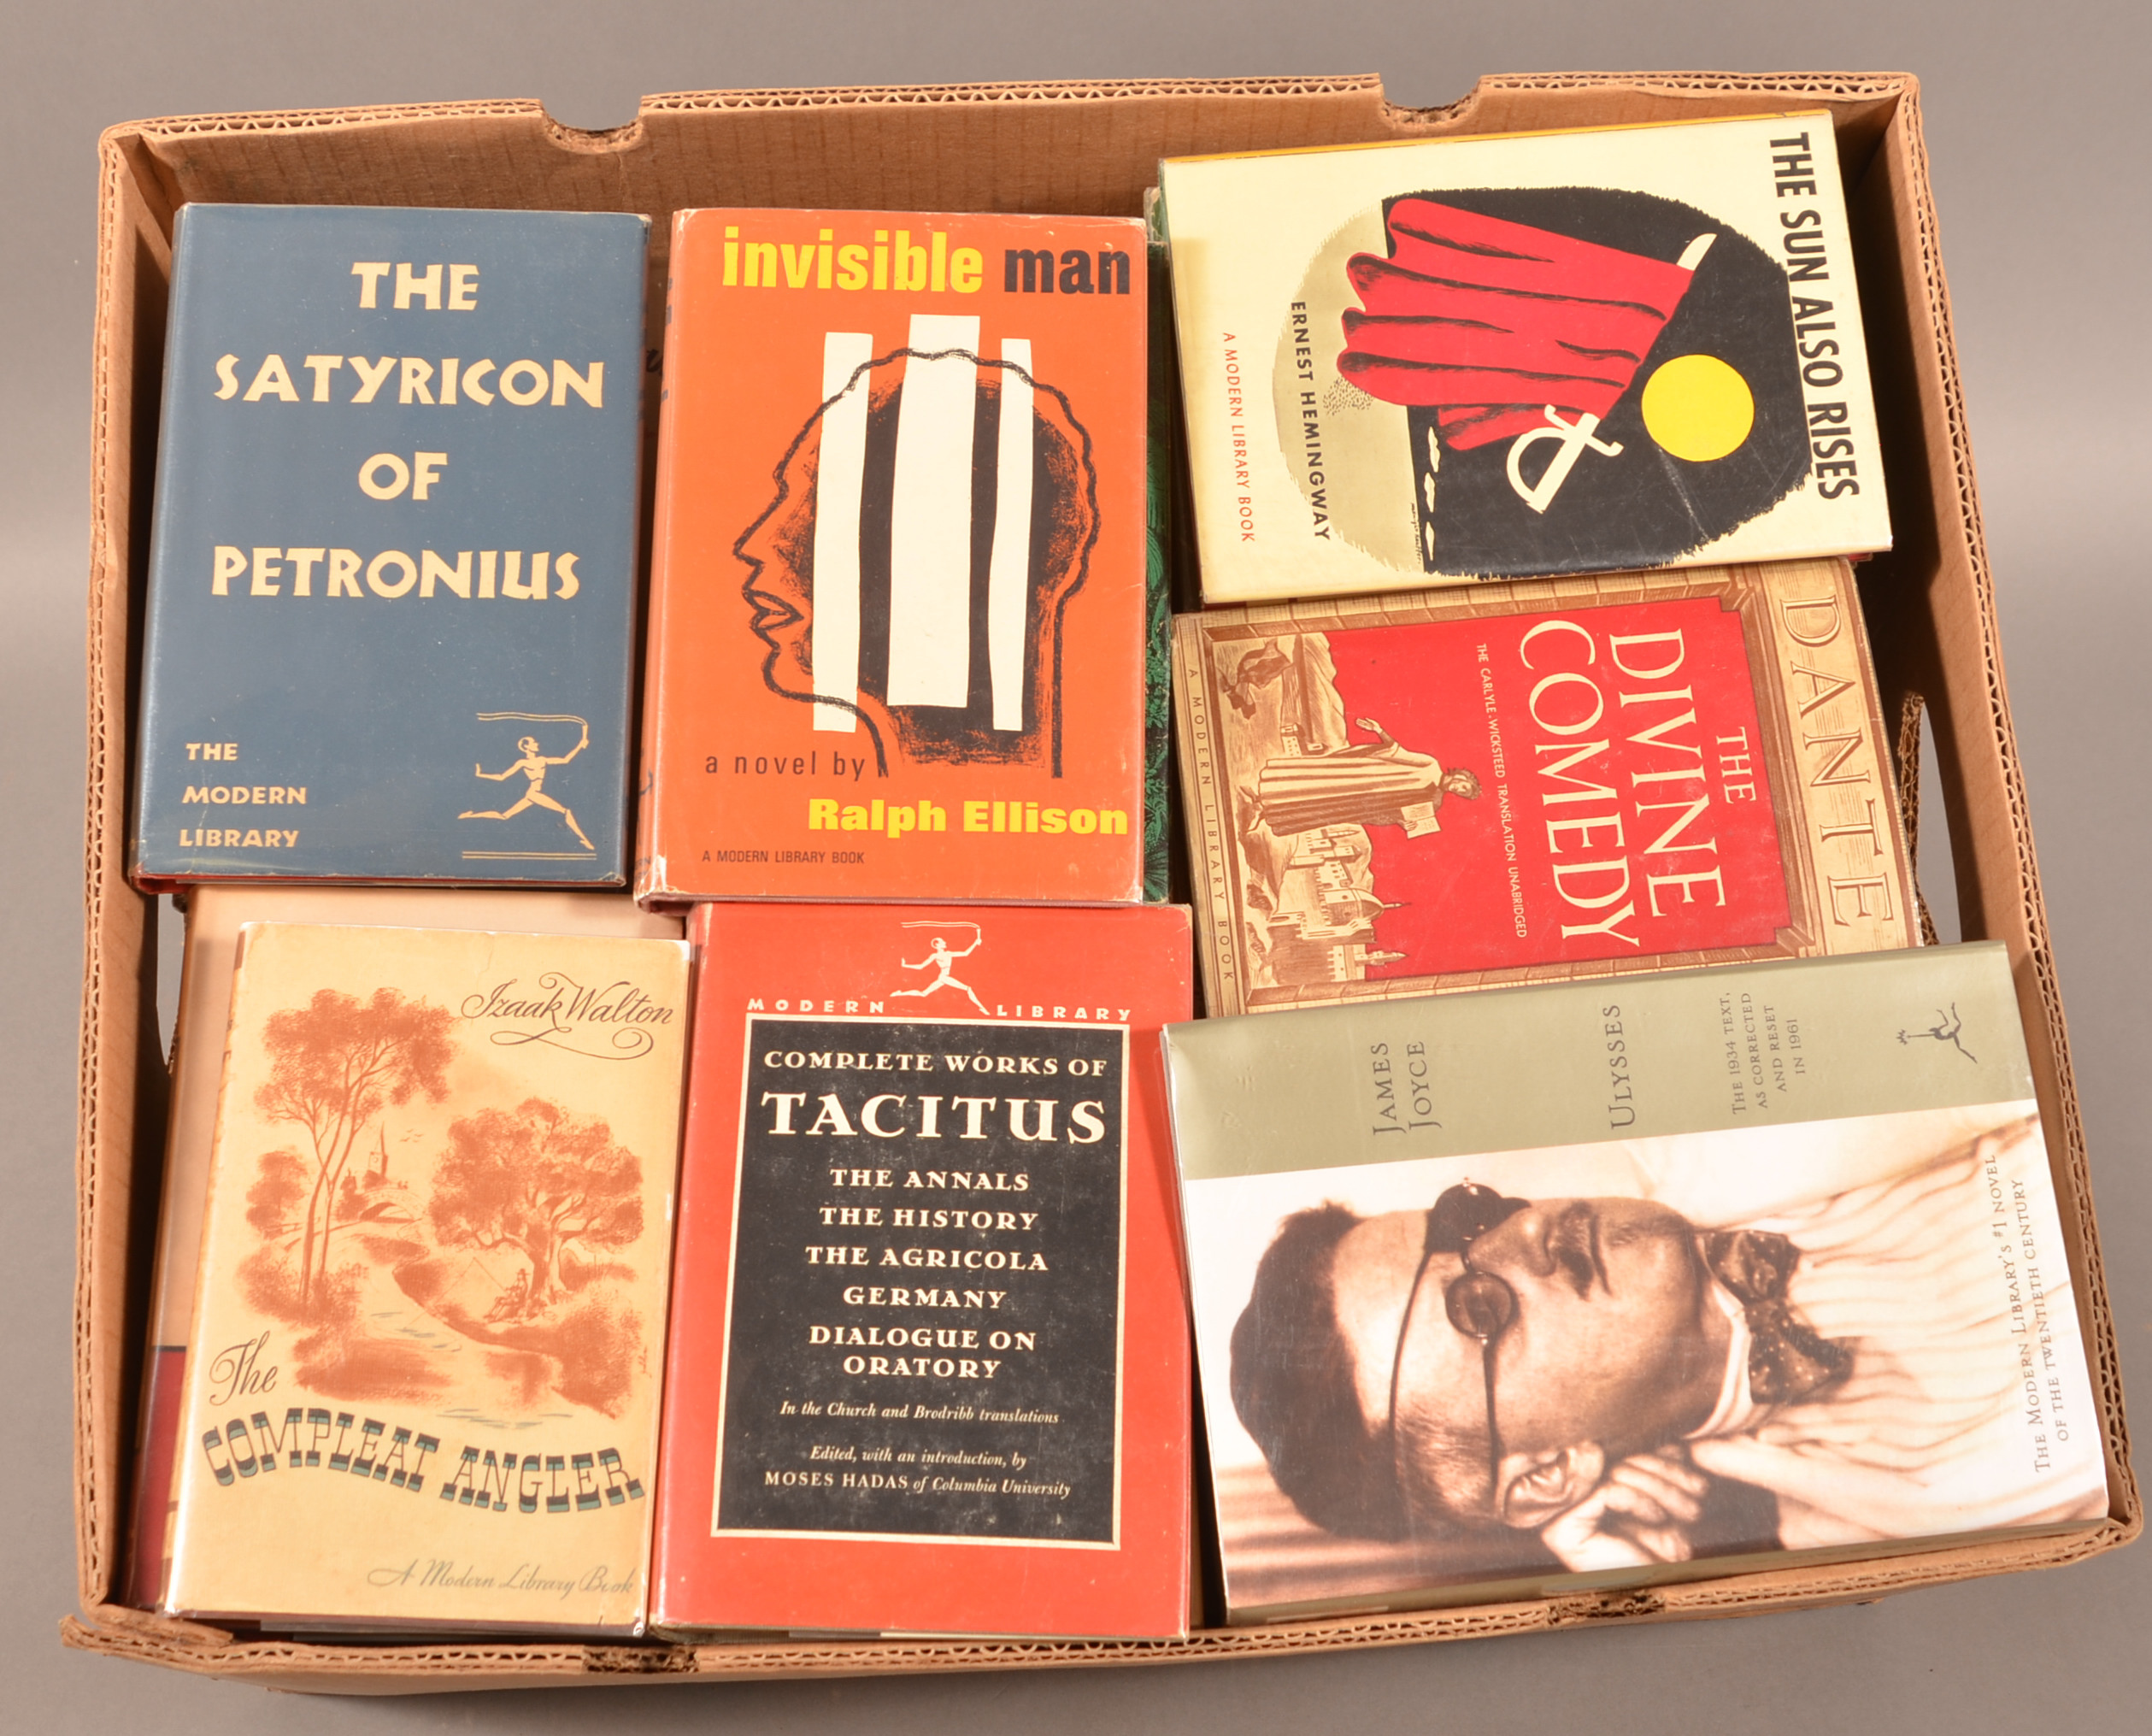 THE
SATYRICON
OF
PETRONIUS
THE
MODERN
LIBRARY
invisible man
a novel by
Ralph Ellison
A MODERN LIBRARY BOOK
THE SUN ALSO RISES
ERNEST HEMINGWAY
A MODERN LIBRARY BOOK
DANTE
THE
DIVINE
COMEDY
THE CARLYLE-WICKSTEED TRANSLATION UNABRIDGED
A MODERN LIBRARY BOOK
Izaak Walton
The
COMPLEAT ANGLER
A Modern Library Book
MODERN LIBRARY
COMPLETE WORKS OF
TACITUS
THE ANNALS
THE HISTORY
THE AGRICOLA
GERMANY
DIALOGUE ON
ORATORY
In the Church and Brodribb translations
Edited, with an introduction, by
MOSES HADAS of Columbia University
JAMES
JOYCE
ULYSSES
THE 1934 TEXT,
AS CORRECTED
AND RESET
IN 1961
THE MODERN LIBRARY'S #1 NOVEL
OF THE TWENTIETH CENTURY